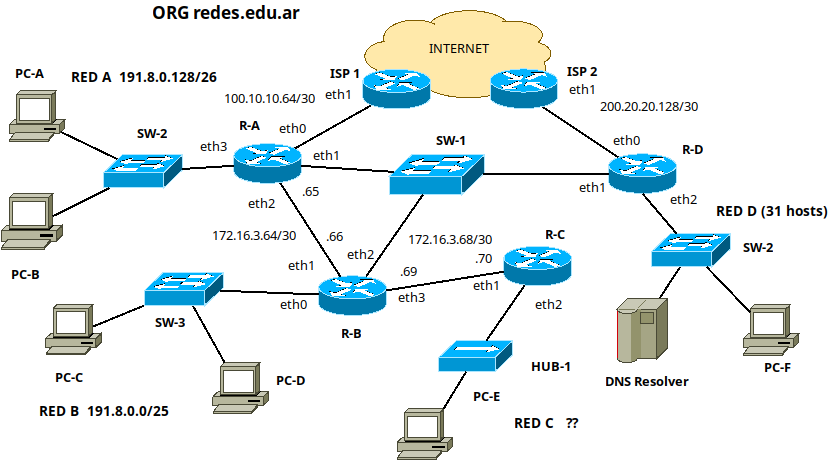 ORG redes.edu.ar
INTERNET
PC-A
RED A 191.8.0.128/26
ISP 1
ISP 2
eth1
eth1
100.10.10.64/30
200.20.20.128/30
R-A
eth0
SW-2
SW-1
eth0
R-D
eth3
eth1
eth1
eth2
.65
eth2
RED D (31 hosts)
172.16.3.64/30
.66
172.16.3.68/30
R-C
SW-2
PC-B
eth2
.70
eth1
.69
eth1
eth0
eth3
eth2
SW-3
R-B
PC-C
HUB-1
PC-D
PC-E
DNS Resolver
PC-F
RED B 191.8.0.0/25
RED C ??